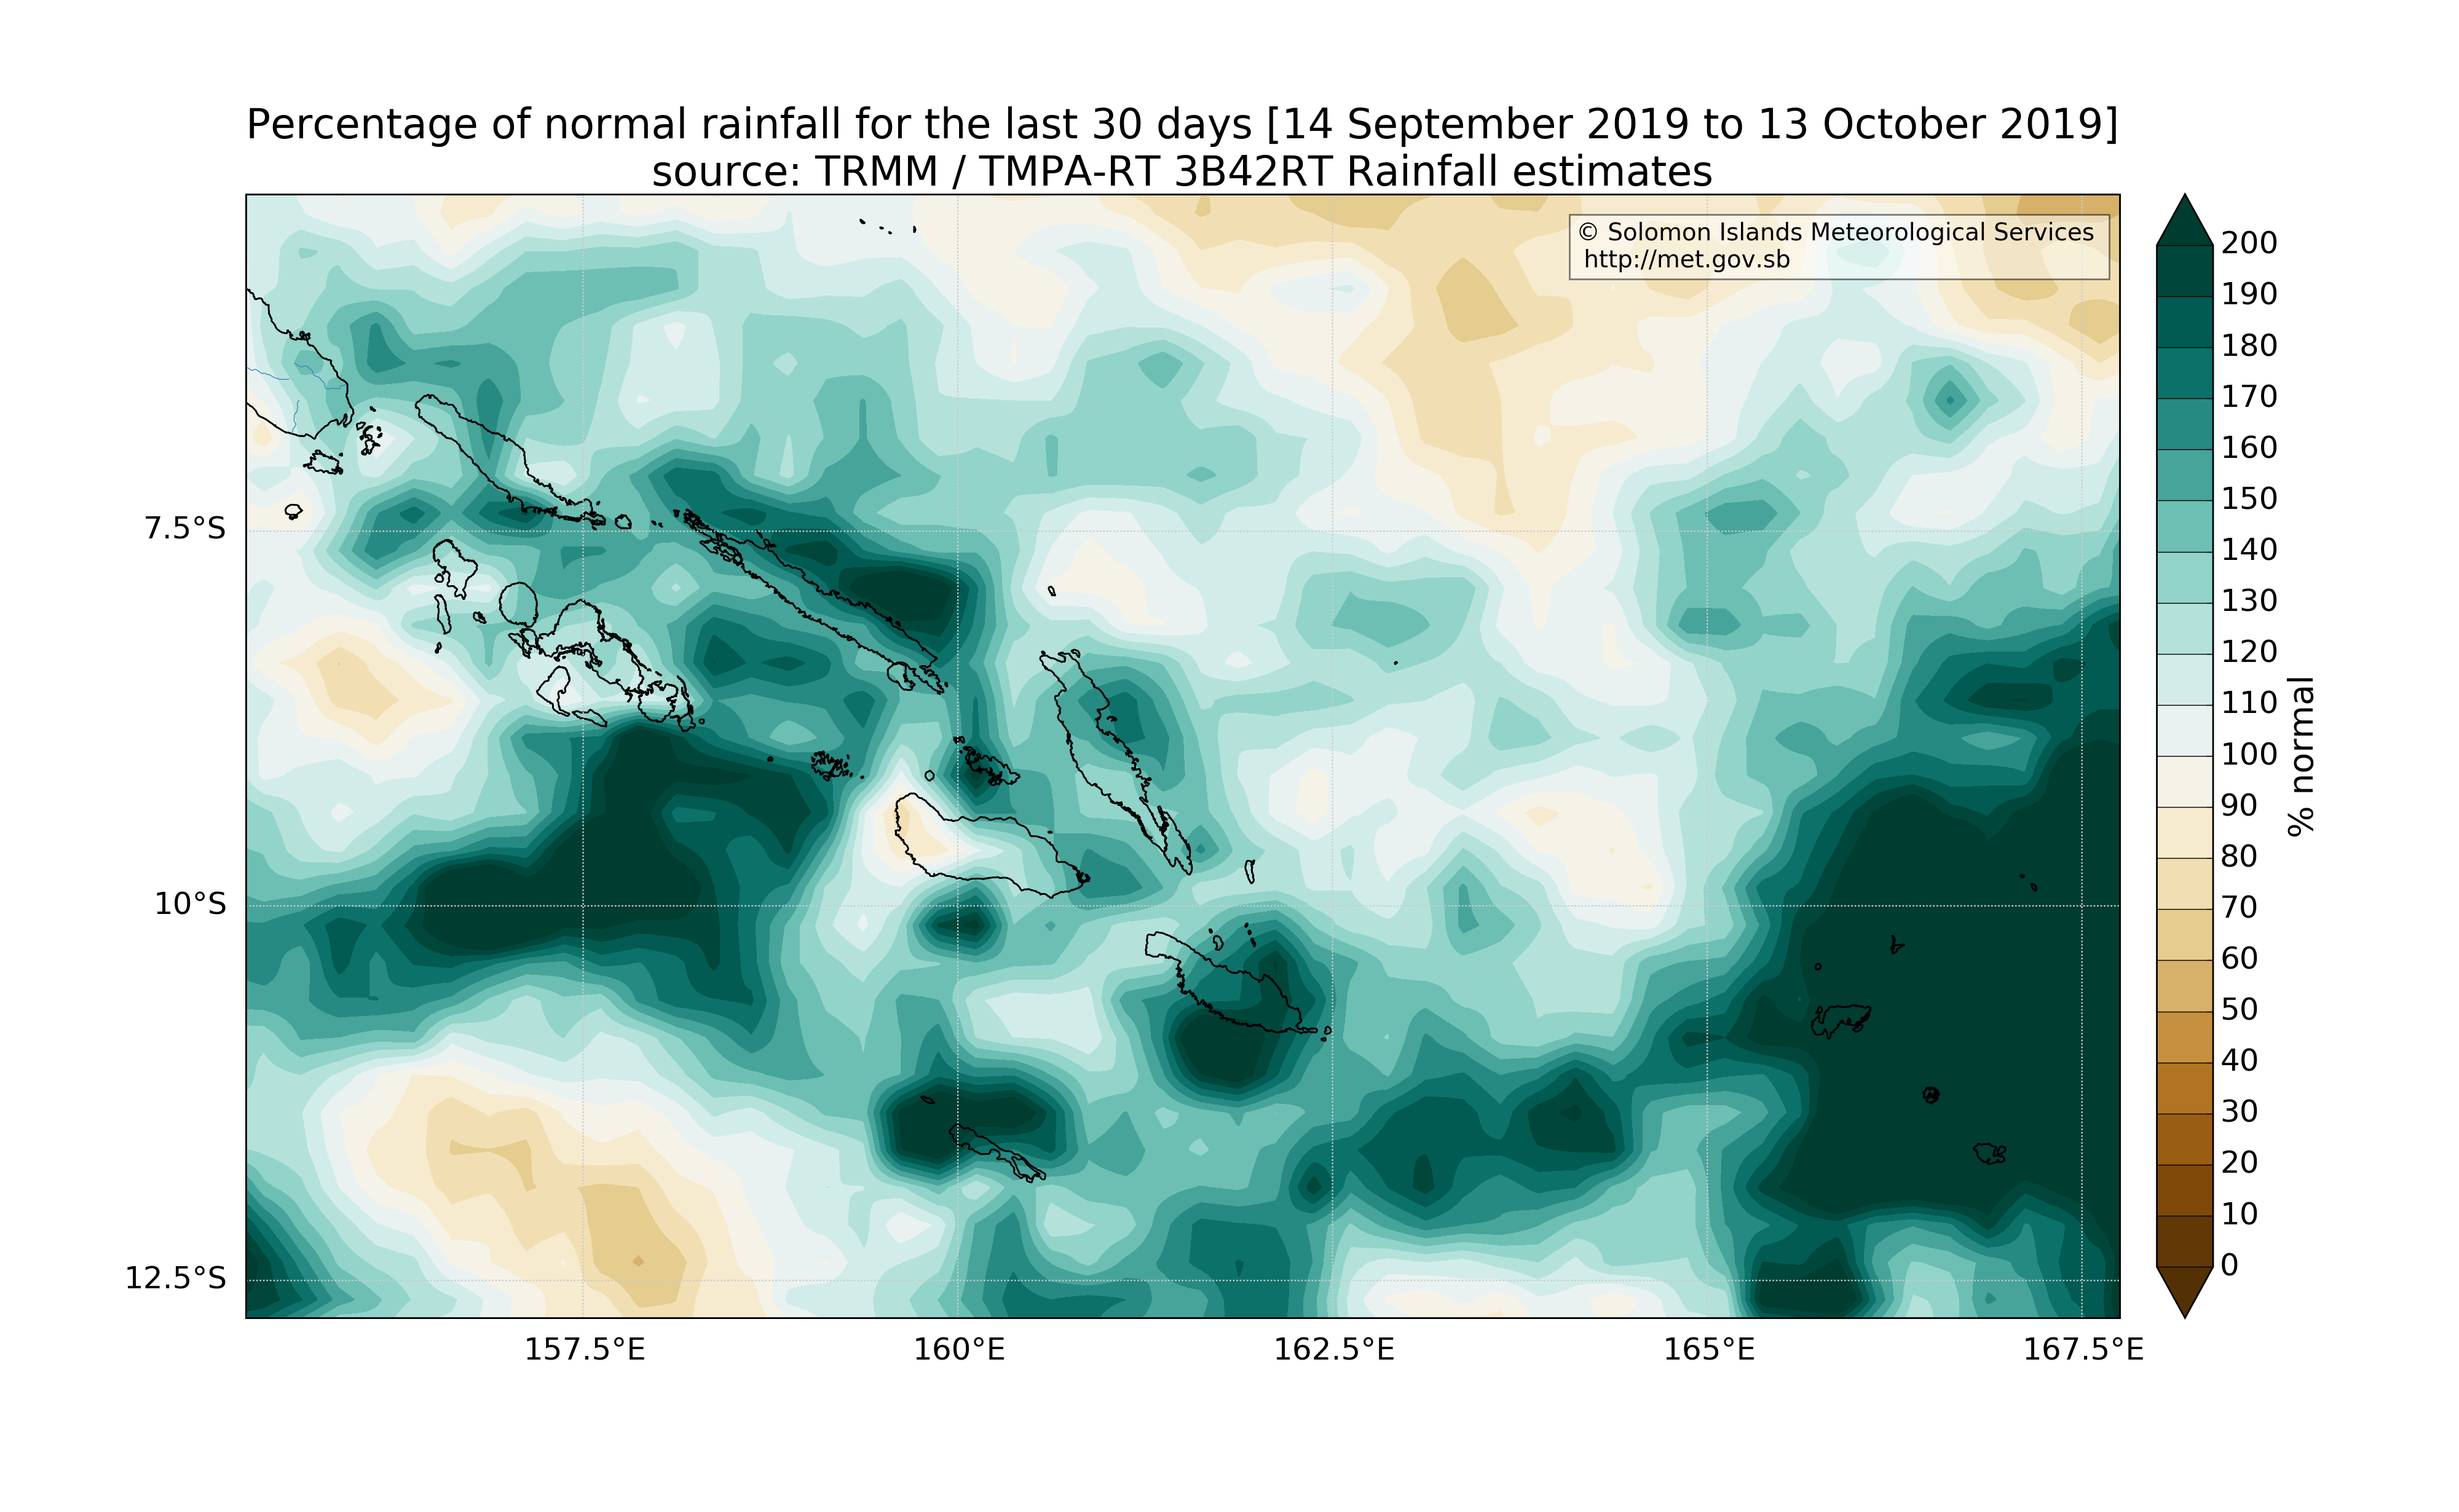 Percentage of normal rainfall for the last 30 days [14 September 2019 to 13 October 2019]
source: TRMM / TMPA-RT 3B42RT Rainfall estimates
© Solomon Islands Meteorological Services
http://met.gov.sb
7.5°S
10°S
12.5°S
157.5°E
160°E
162.5°E
165°E
167.5°E
200
190
180
170
160
150
140
130
120
110
100
90
80
70
60
50
40
30
20
10
0
% normal